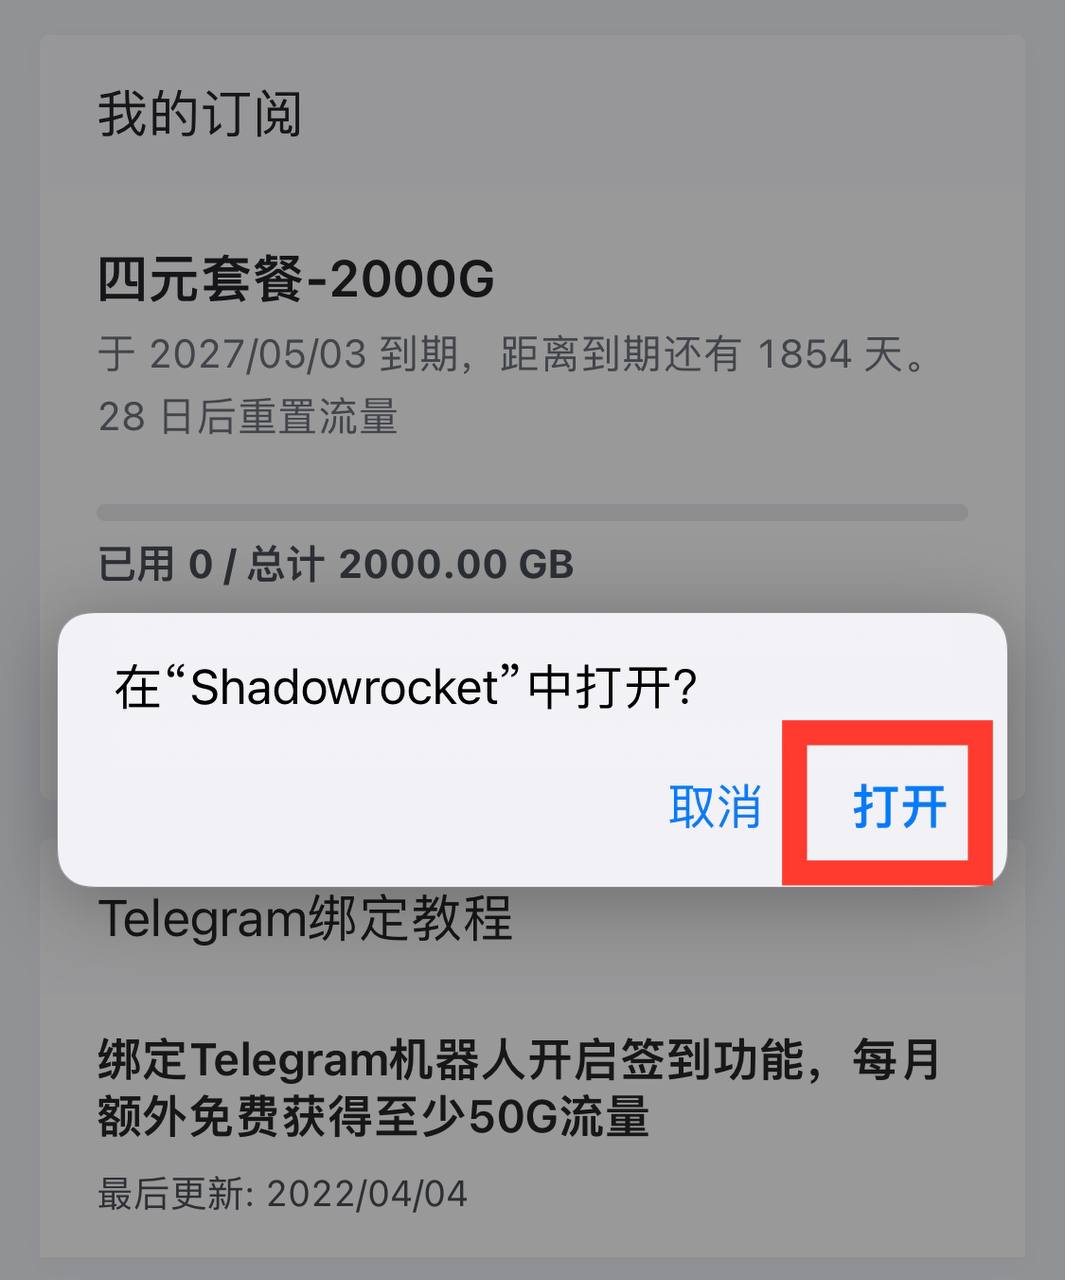 我的订阅
四元套餐-2000G
于 2027/05/03 到期，距离到期还有 1854 天。
28 日后重置流量
已用 0 / 总计 2000.00 GB
在“Shadowrocket”中打开?
取消 打开
Telegram绑定教程
绑定Telegram机器人开启签到功能，每月
额外免费获得至少50G流量
最后更新: 2022/04/04